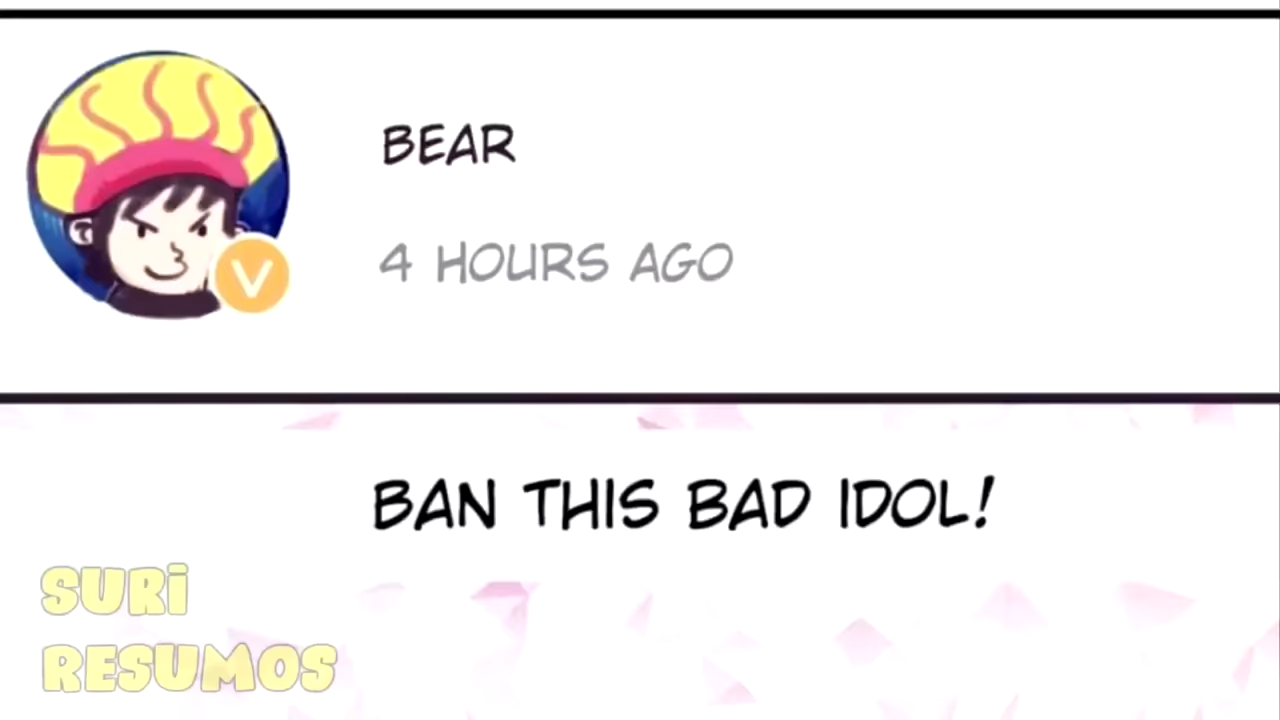 BEAR
V
4 HOURS AGO
BAN THIS BAD IDOL!
SURi
RESUMOS